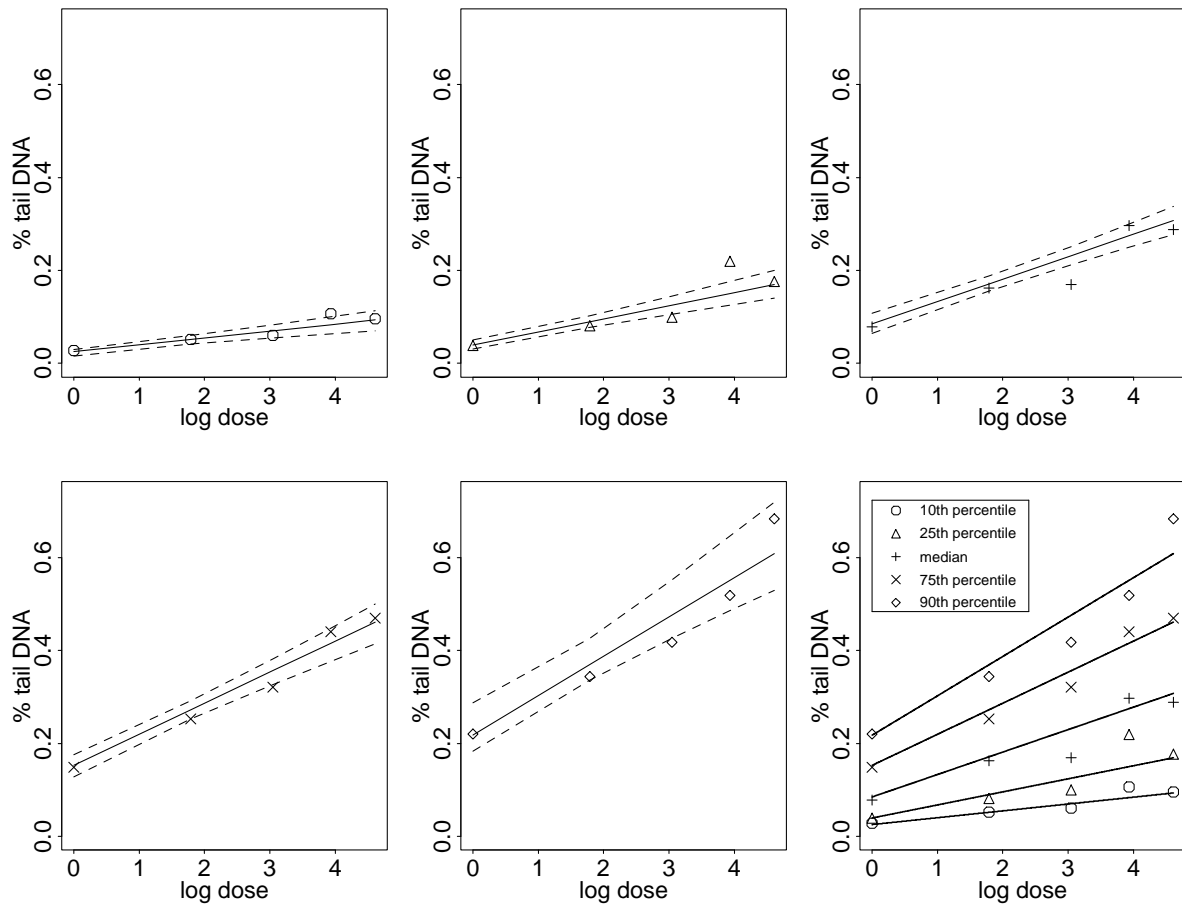 % tail DNA
0.0 0.2 0.4 0.6
0 1 2 3 4
log dose
% tail DNA
0.0 0.2 0.4 0.6
0 1 2 3 4
log dose
% tail DNA
0.0 0.2 0.4 0.6
0 1 2 3 4
log dose
% tail DNA
0.0 0.2 0.4 0.6
0 1 2 3 4
log dose
% tail DNA
0.0 0.2 0.4 0.6
0 1 2 3 4
log dose
% tail DNA
0.0 0.2 0.4 0.6
10th percentile
25th percentile
median
75th percentile
90th percentile
0 1 2 3 4
log dose